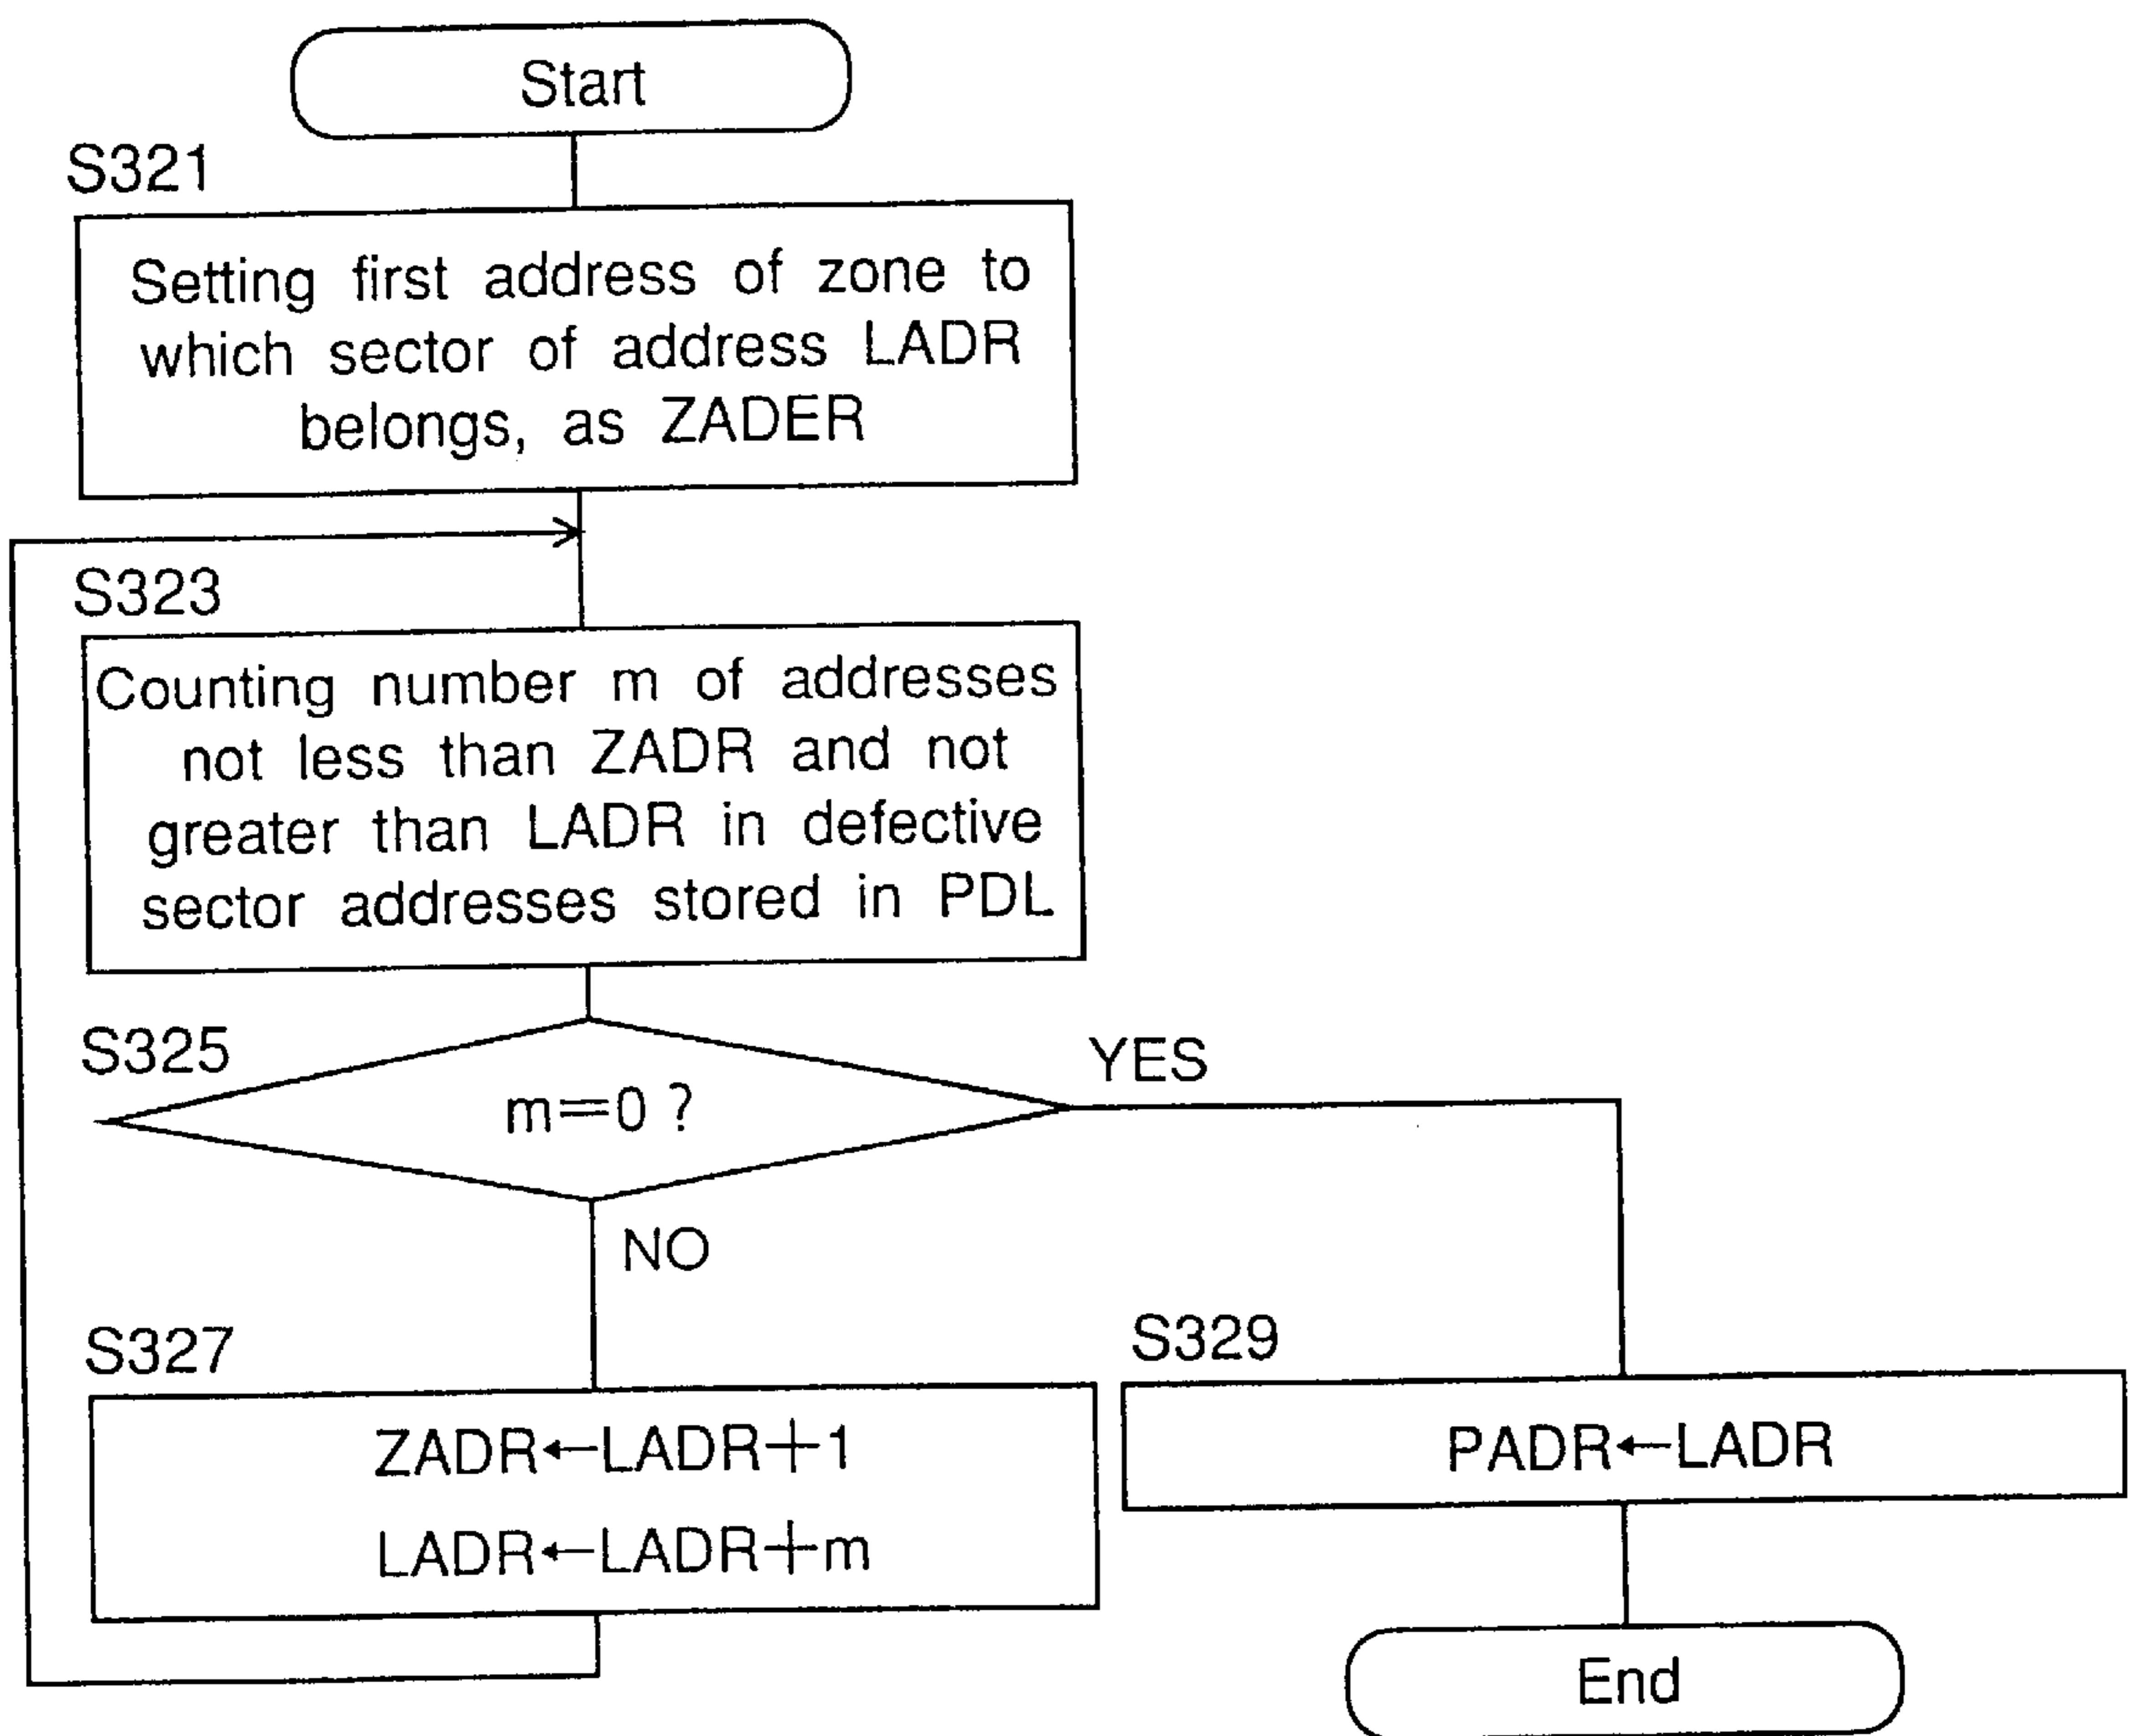 Start
S321
Setting first address of zone to
which sector of address LADR
belongs, as ZADER
S323
Counting number m of addresses
not less than ZADR and not
greater than LADR in defective
sector addresses stored in PDL
S325
m=0 ?
YES
NO
S327
ZADR←LADR+1
LADR←LADR+m
S329
PADR←LADR
End